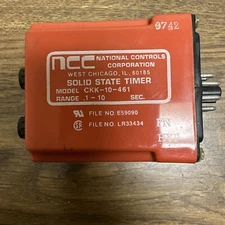 9742
NCC NATIONAL CONTROLS
CORPORATION
WEST CHICAGO, IL. 60185
SOLID STATE TIMER
MODEL CKK-10-461
RANGE .1 - 10 SEC.
FILE NO E59090
FILE NO. LR33434